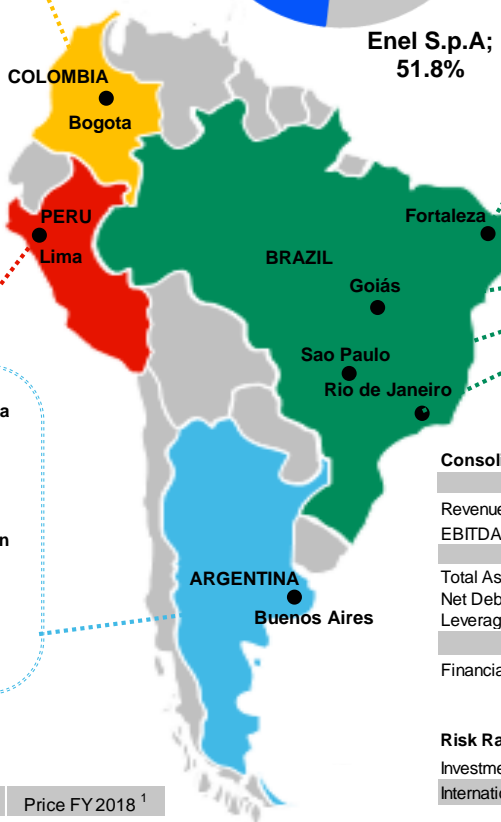 Enel S.p.A;
51.8%
COLOMBIA
Bogota
PERU
Lima
Fortaleza
BRAZIL
Goiás
Sao Paulo
Rio de Janeiro
a
n
ARGENTINA
Buenos Aires
Consoli
Revenue
EBITDA
Total As
Net Deb
Leverag
Financia
Risk Ra
Investme
Internatio
Price FY 2018 ¹